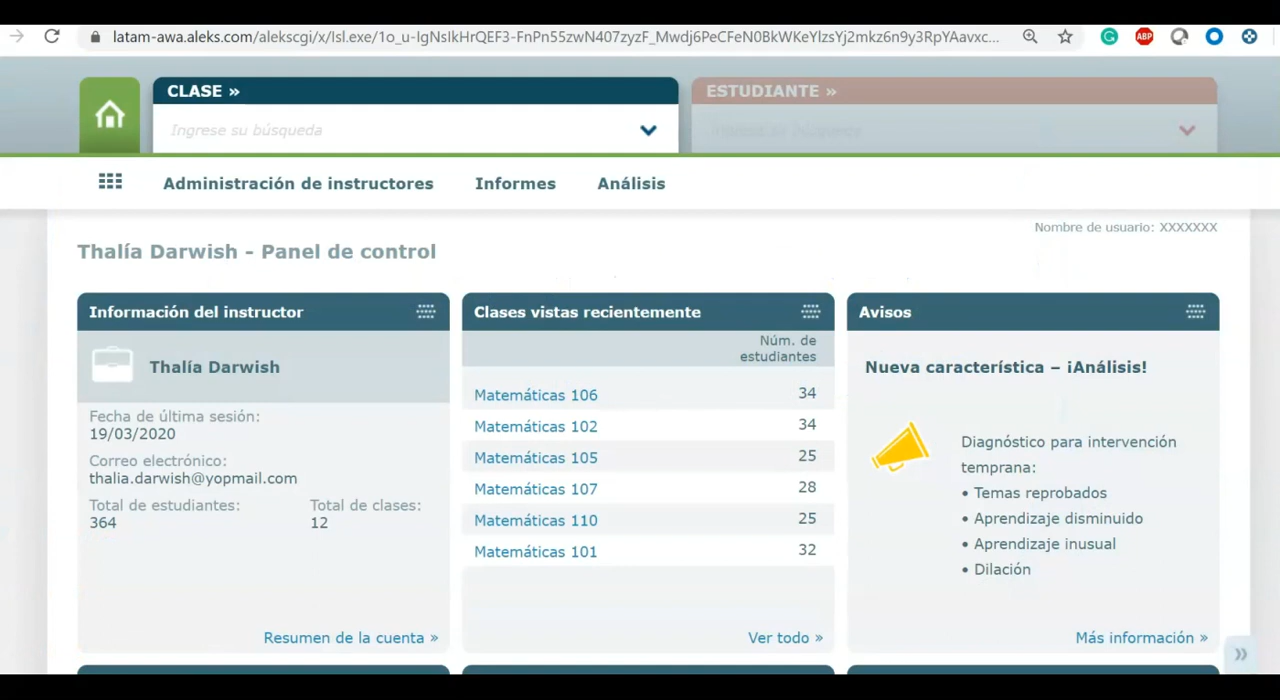 latam-awa.aleks.com/alekscgi/x/Isl.exe/1o_u-IgNsIkHrQEF3-FnPn55zwN407zyzF_Mwdj6PeCFeN0BkWKeYlzsYj2mkz6n9y3RpYAavxc...
ABP
CLASE »
ESTUDIANTE »
Ingrese su búsqueda
Administración de instructores
Informes
Análisis
Nombre de usuario: XXXXXXX
Thalía Darwish - Panel de control
Información del instructor
Thalía Darwish
Fecha de última sesión:
19/03/2020
Correo electrónico:
thalia.darwish@yopmail.com
Total de estudiantes:
Total de clases:
364
12
Resumen de la cuenta »
Clases vistas recientemente
Núm. de
estudiantes
Matemáticas 106 34
Matemáticas 102 34
Matemáticas 105 25
Matemáticas 107 28
Matemáticas 110 25
Matemáticas 101 32
Ver todo »
Avisos
Nueva característica – ¡Análisis!
Diagnóstico para intervención
temprana:
• Temas reprobados
• Aprendizaje disminuido
• Aprendizaje inusual
• Dilación
Más información »
»